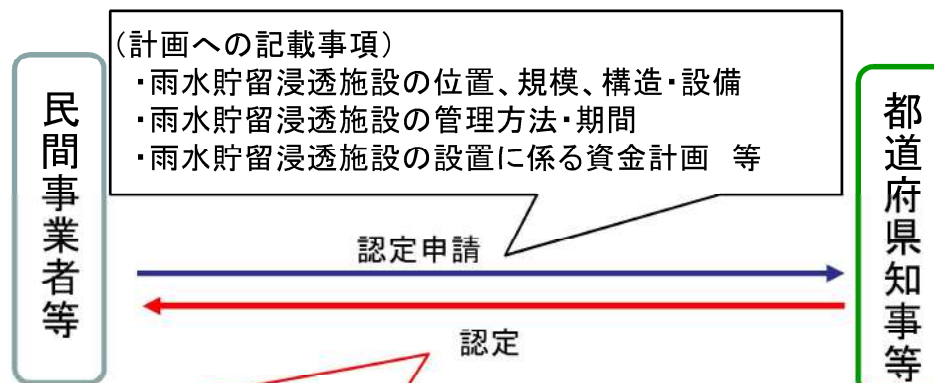 (計画への記載事項)
・雨水貯留浸透施設の位置、規模、構造・設備
・雨水貯留浸透施設の管理方法・期間
・雨水貯留浸透施設の設置に係る資金計画　等
民間事業者等
都道府県知事等
認定申請
認定